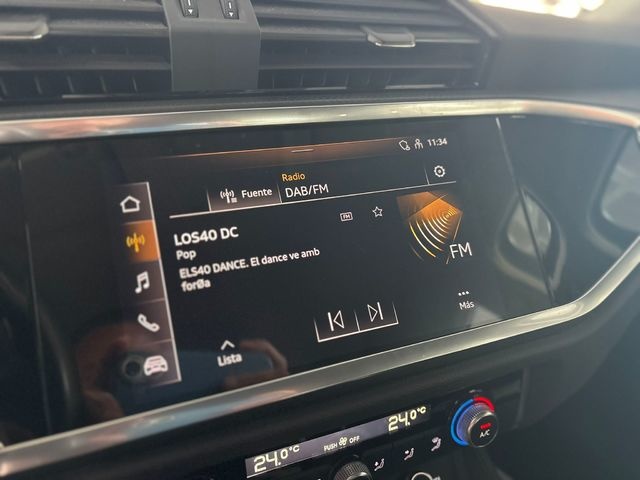 11:34
Fuente
Radio
DAB/FM
LOS40 DC
FM
Pop
ELS40 DANCE. El dance ve amb
forØa
FM
Lista
Más
24.0°C
PUSH OFF
24.0°C
A/C